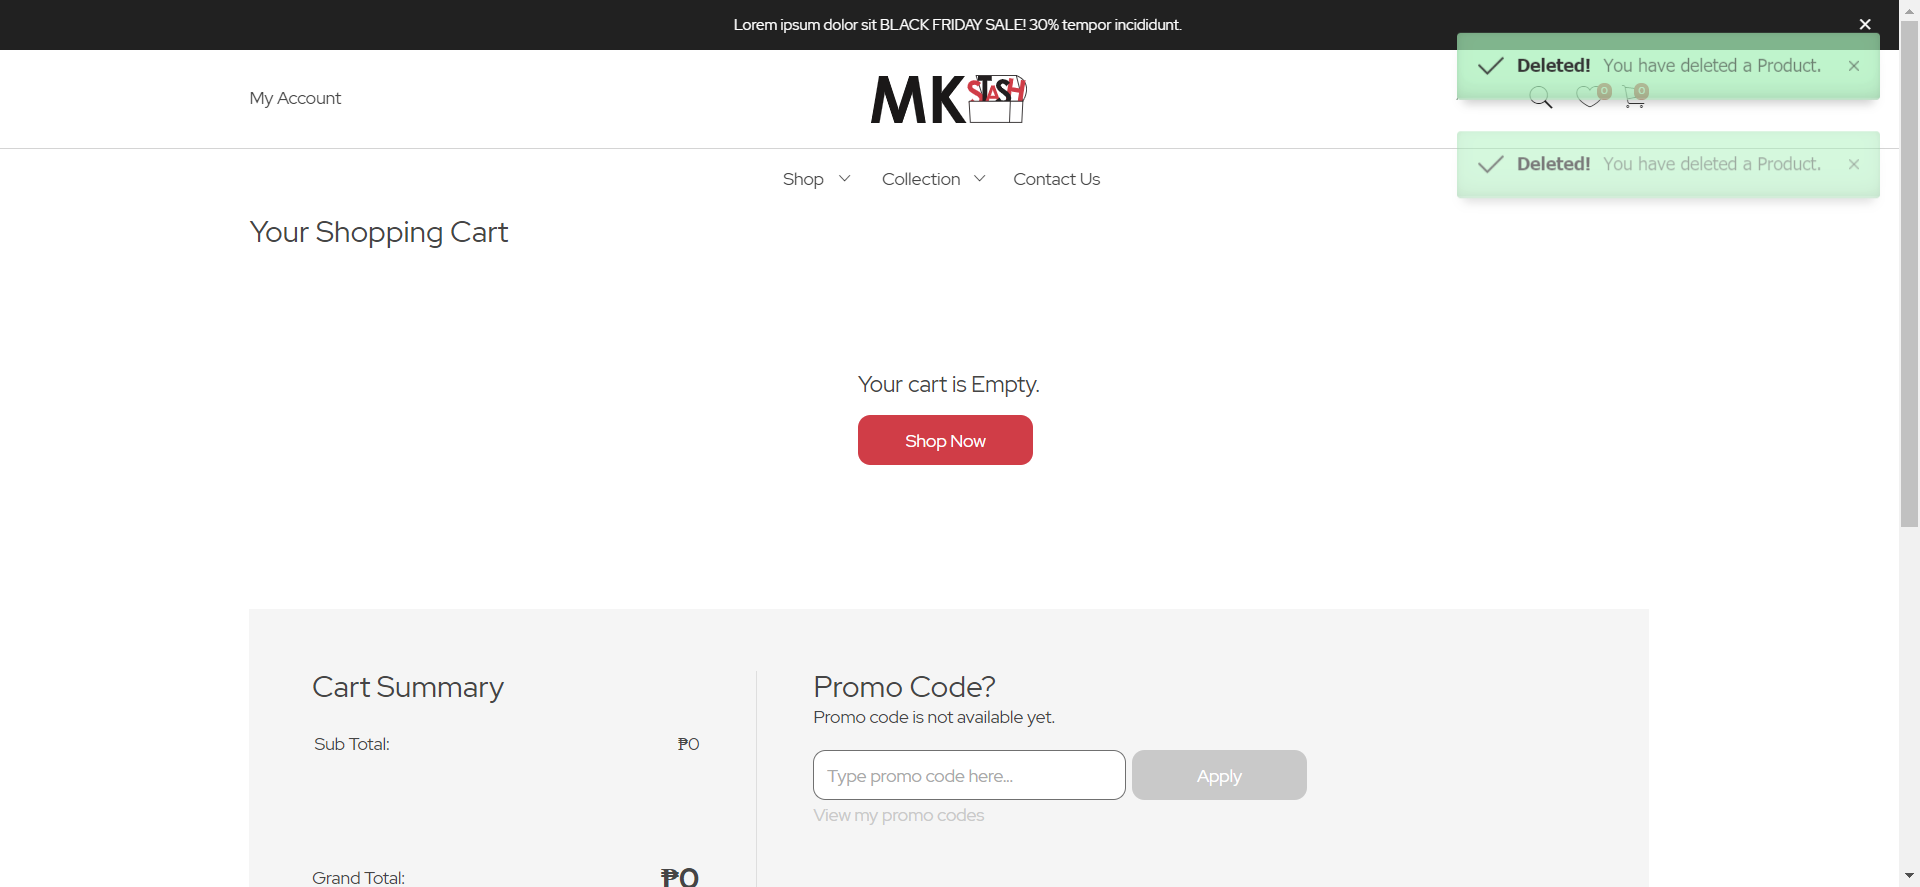 Lorem ipsum dolor sit BLACK FRIDAY SALE! 30% tempor incididunt.
Deleted! You have deleted a Product.
My Account
MK STASH
0
0
Deleted! You have deleted a Product.
Shop
Collection
Contact Us
Your Shopping Cart
Your cart is Empty.
Shop Now
Cart Summary
Sub Total: ₱0
Grand Total: ₱0
Promo Code?
Promo code is not available yet.
Type promo code here...
Apply
View my promo codes